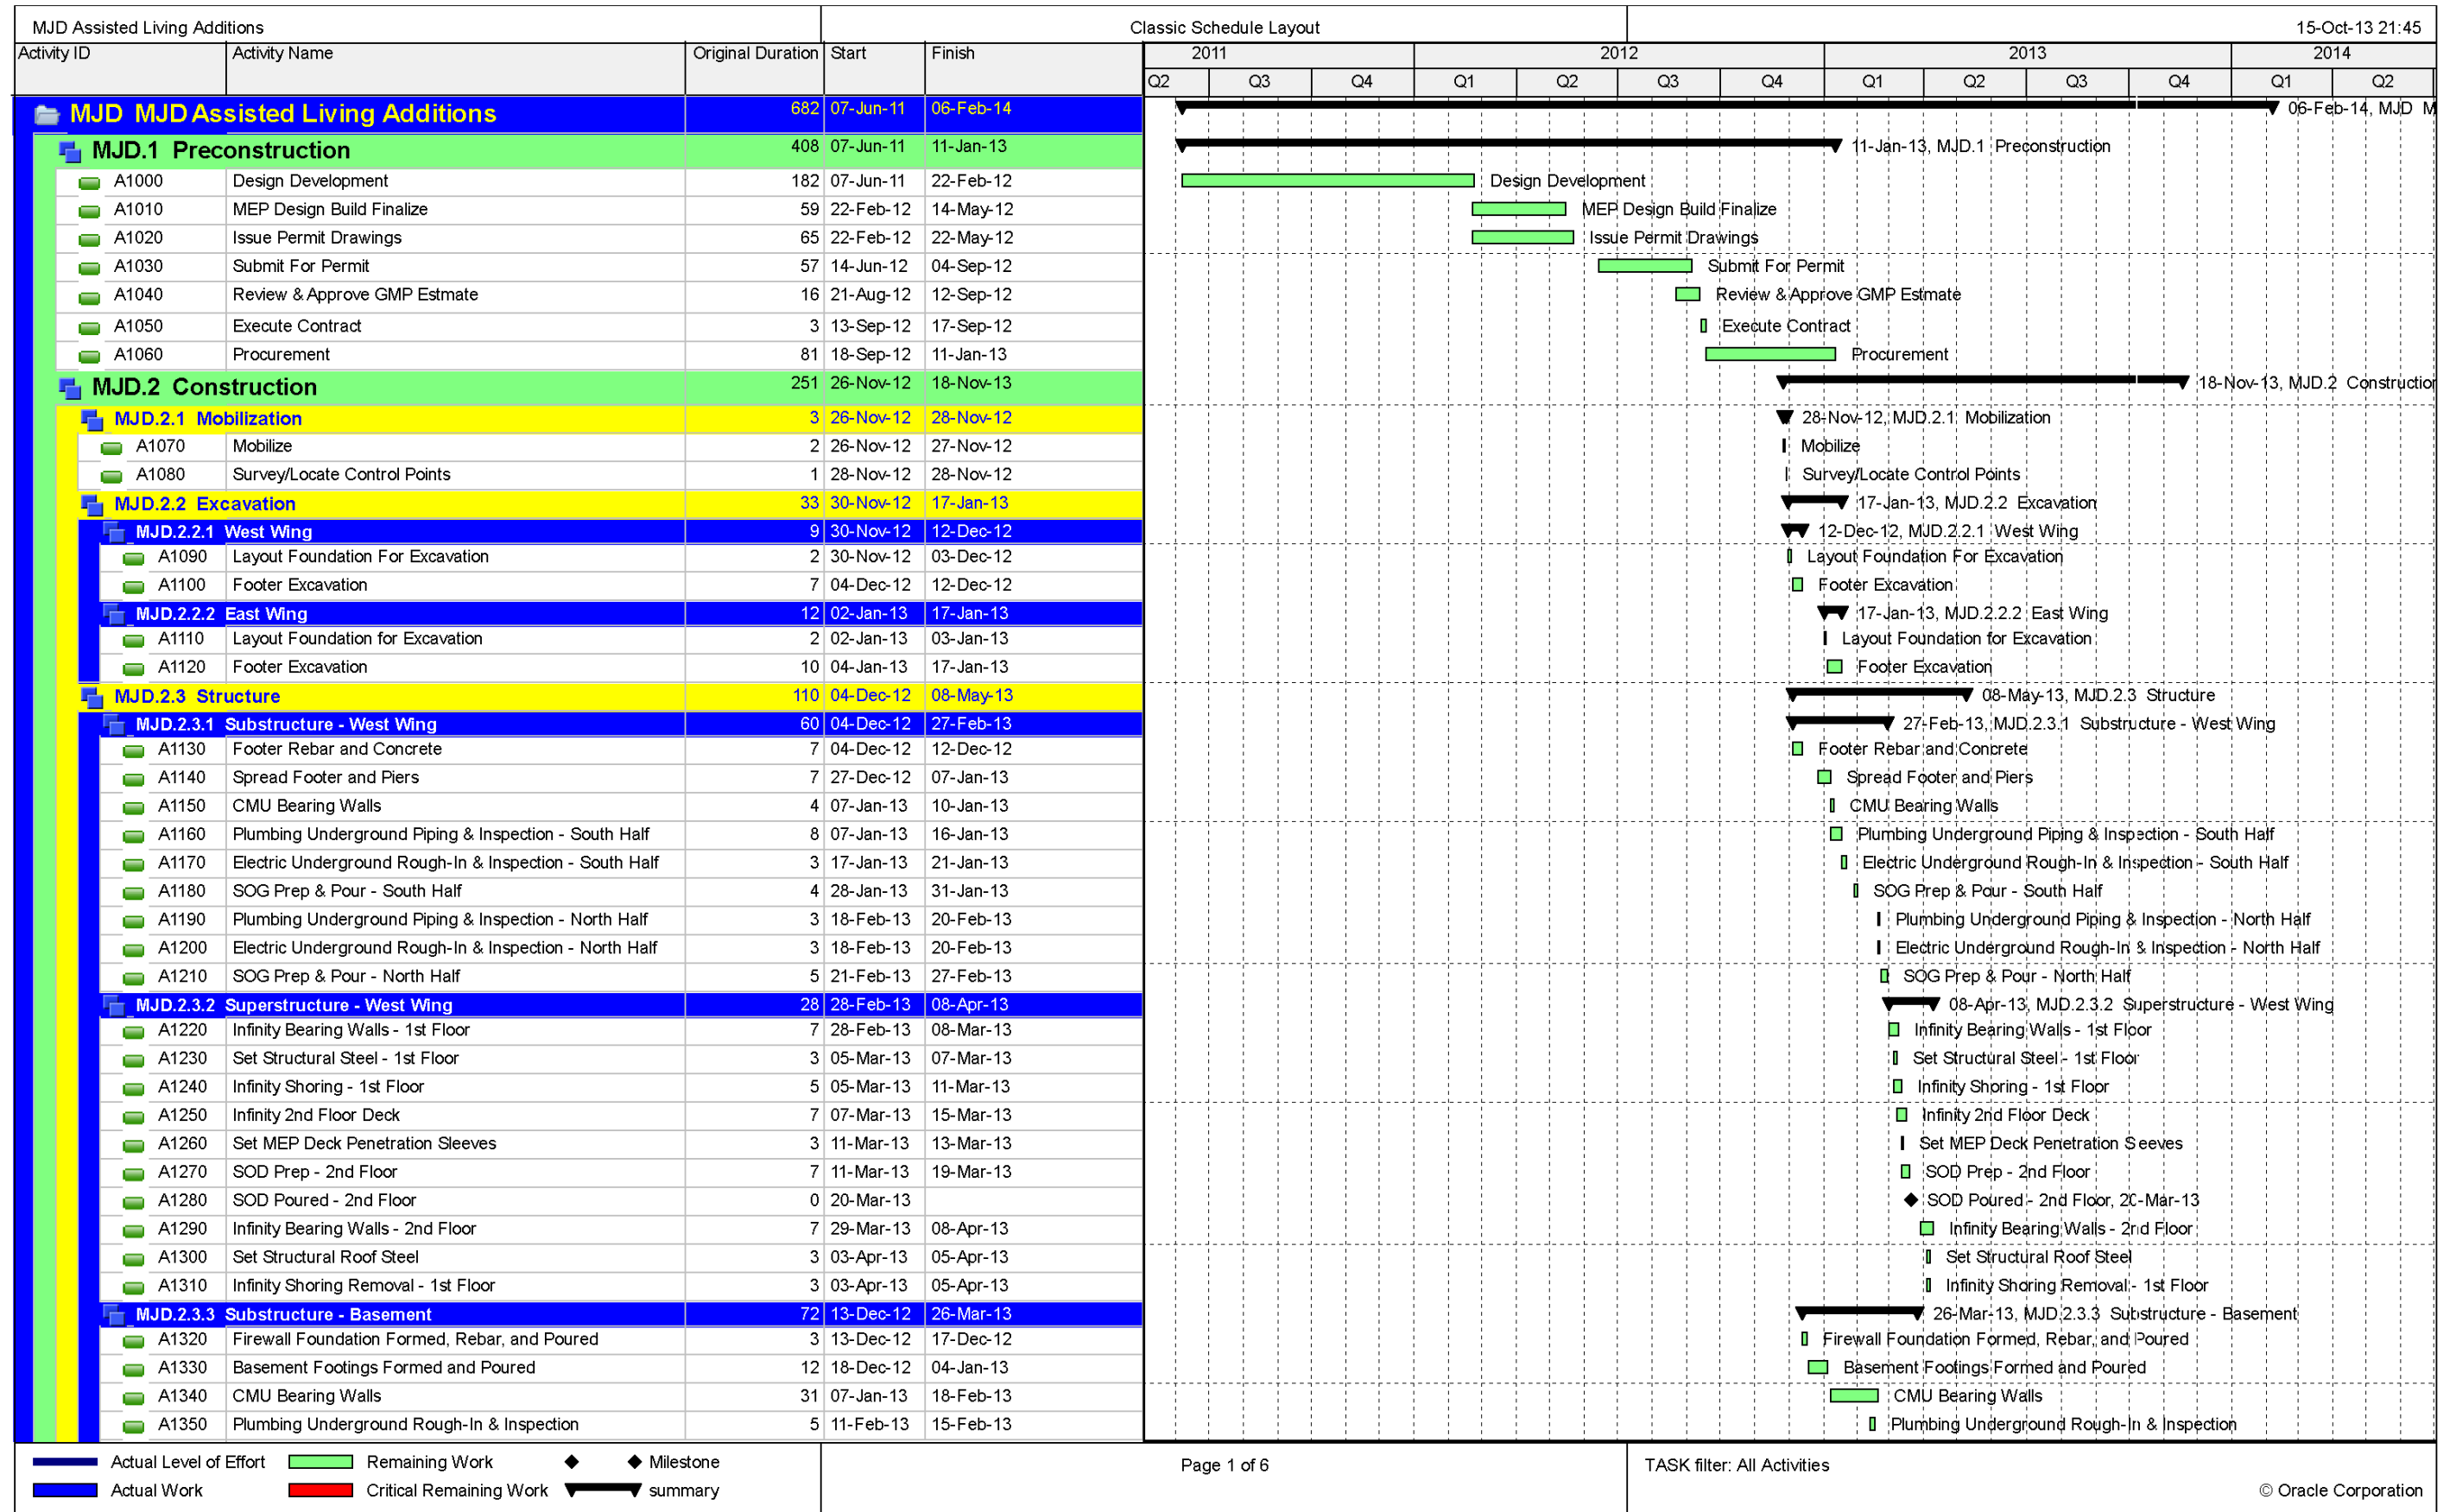 MJD Assisted Living Additions Classic Schedule Layout 15-Oct-13 21:45
Activity ID Activity Name Original Duration Start Finish 2011 2012 2013 2014
Q2 Q3 Q4 Q1 Q2 Q3 Q4 Q1 Q2 Q3 Q4 Q1 Q2
MJD MJD Assisted Living Additions 682 07-Jun-11 06-Feb-14 06-Feb-14, MJD M
MJD.1 Preconstruction 408 07-Jun-11 11-Jan-13 11-Jan-13, MJD.1 Preconstruction
A1000 Design Development 182 07-Jun-11 22-Feb-12 Design Development
A1010 MEP Design Build Finalize 59 22-Feb-12 14-May-12 MEP Design Build Finalize
A1020 Issue Permit Drawings 65 22-Feb-12 22-May-12 Issue Permit Drawings
A1030 Submit For Permit 57 14-Jun-12 04-Sep-12 Submit For Permit
A1040 Review & Approve GMP Estmate 16 21-Aug-12 12-Sep-12 Review & Approve GMP Estmate
A1050 Execute Contract 3 13-Sep-12 17-Sep-12 Execute Contract
A1060 Procurement 81 18-Sep-12 11-Jan-13 Procurement
MJD.2 Construction 251 26-Nov-12 18-Nov-13 18-Nov-13, MJD.2 Construction
MJD.2.1 Mobilization 3 26-Nov-12 28-Nov-12 28-Nov-12, MJD.2.1 Mobilization
A1070 Mobilize 2 26-Nov-12 27-Nov-12 Mobilize
A1080 Survey/Locate Control Points 1 28-Nov-12 28-Nov-12 Survey/Locate Control Points
MJD.2.2 Excavation 33 30-Nov-12 17-Jan-13 17-Jan-13, MJD.2.2 Excavation
MJD.2.2.1 West Wing 9 30-Nov-12 12-Dec-12 12-Dec-12, MJD.2.2.1 West Wing
A1090 Layout Foundation For Excavation 2 30-Nov-12 03-Dec-12 Layout Foundation For Excavation
A1100 Footer Excavation 7 04-Dec-12 12-Dec-12 Footer Excavation
MJD.2.2.2 East Wing 12 02-Jan-13 17-Jan-13 17-Jan-13, MJD.2.2.2 East Wing
A1110 Layout Foundation for Excavation 2 02-Jan-13 03-Jan-13 Layout Foundation for Excavation
A1120 Footer Excavation 10 04-Jan-13 17-Jan-13 Footer Excavation
MJD.2.3 Structure 110 04-Dec-12 08-May-13 08-May-13, MJD.2.3 Structure
MJD.2.3.1 Substructure - West Wing 60 04-Dec-12 27-Feb-13 27-Feb-13, MJD.2.3.1 Substructure - West Wing
A1130 Footer Rebar and Concrete 7 04-Dec-12 12-Dec-12 Footer Rebar and Concrete
A1140 Spread Footer and Piers 7 27-Dec-12 07-Jan-13 Spread Footer and Piers
A1150 CMU Bearing Walls 4 07-Jan-13 10-Jan-13 CMU Bearing Walls
A1160 Plumbing Underground Piping & Inspection - South Half 8 07-Jan-13 16-Jan-13 Plumbing Underground Piping & Inspection - South Half
A1170 Electric Underground Rough-In & Inspection - South Half 3 17-Jan-13 21-Jan-13 Electric Underground Rough-In & Inspection - South Half
A1180 SOG Prep & Pour - South Half 4 28-Jan-13 31-Jan-13 SOG Prep & Pour - South Half
A1190 Plumbing Underground Piping & Inspection - North Half 3 18-Feb-13 20-Feb-13 Plumbing Underground Piping & Inspection - North Half
A1200 Electric Underground Rough-In & Inspection - North Half 3 18-Feb-13 20-Feb-13 Electric Underground Rough-In & Inspection - North Half
A1210 SOG Prep & Pour - North Half 5 21-Feb-13 27-Feb-13 SOG Prep & Pour - North Half
MJD.2.3.2 Superstructure - West Wing 28 28-Feb-13 08-Apr-13 08-Apr-13, MJD.2.3.2 Superstructure - West Wing
A1220 Infinity Bearing Walls - 1st Floor 7 28-Feb-13 08-Mar-13 Infinity Bearing Walls - 1st Floor
A1230 Set Structural Steel - 1st Floor 3 05-Mar-13 07-Mar-13 Set Structural Steel - 1st Floor
A1240 Infinity Shoring - 1st Floor 5 05-Mar-13 11-Mar-13 Infinity Shoring - 1st Floor
A1250 Infinity 2nd Floor Deck 7 07-Mar-13 15-Mar-13 Infinity 2nd Floor Deck
A1260 Set MEP Deck Penetration Sleeves 3 11-Mar-13 13-Mar-13 Set MEP Deck Penetration Sleeves
A1270 SOD Prep - 2nd Floor 7 11-Mar-13 19-Mar-13 SOD Prep - 2nd Floor
A1280 SOD Poured - 2nd Floor 0 20-Mar-13 SOD Poured - 2nd Floor, 20-Mar-13
A1290 Infinity Bearing Walls - 2nd Floor 7 29-Mar-13 08-Apr-13 Infinity Bearing Walls - 2nd Floor
A1300 Set Structural Roof Steel 3 03-Apr-13 05-Apr-13 Set Structural Roof Steel
A1310 Infinity Shoring Removal - 1st Floor 3 03-Apr-13 05-Apr-13 Infinity Shoring Removal - 1st Floor
MJD.2.3.3 Substructure - Basement 72 13-Dec-12 26-Mar-13 26-Mar-13, MJD.2.3.3 Substructure - Basement
A1320 Firewall Foundation Formed, Rebar, and Poured 3 13-Dec-12 17-Dec-12 Firewall Foundation Formed, Rebar, and Poured
A1330 Basement Footings Formed and Poured 12 18-Dec-12 04-Jan-13 Basement Footings Formed and Poured
A1340 CMU Bearing Walls 31 07-Jan-13 18-Feb-13 CMU Bearing Walls
A1350 Plumbing Underground Rough-In & Inspection 5 11-Feb-13 15-Feb-13 Plumbing Underground Rough-In & Inspection
Actual Level of Effort Remaining Work Milestone Page 1 of 6 TASK filter: All Activities
Actual Work Critical Remaining Work summary © Oracle Corporation